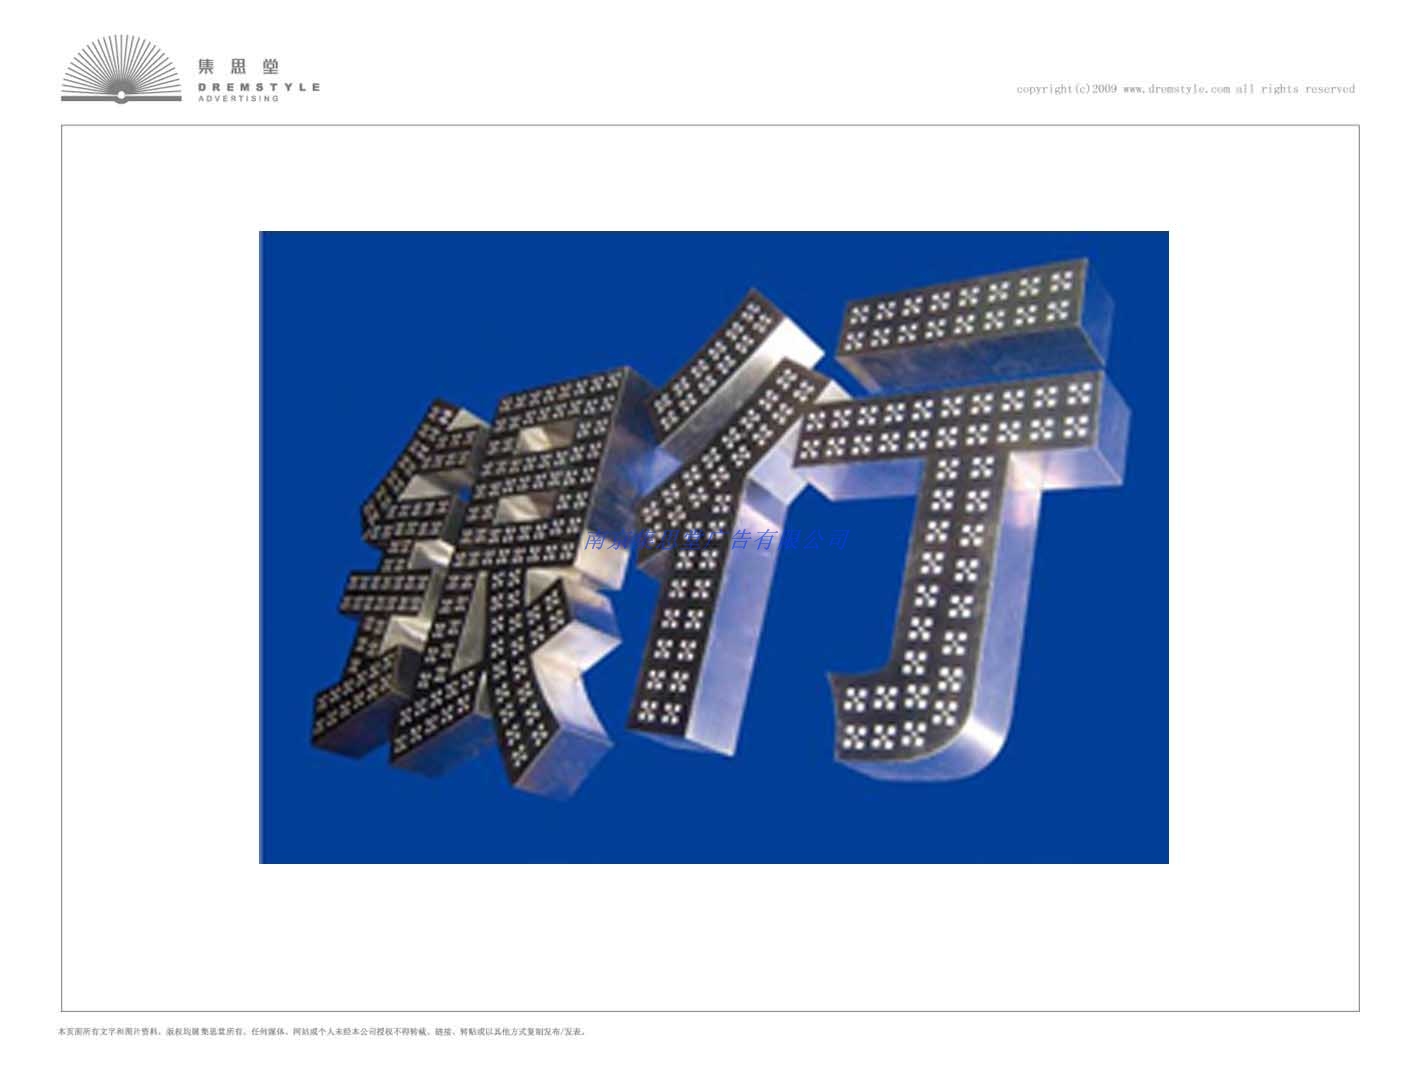 集思堂
DREMSTYLE
ADVERTISING
copyright(c)2009 www.dremstyle.com all rights reserved
银行
南京集思堂广告有限公司
本页面所有文字和图片资料，版权均属集思堂所有，任何媒体、网站或个人未经本公司授权不得转载、链接、转贴或以其他方式复制发布/发表。